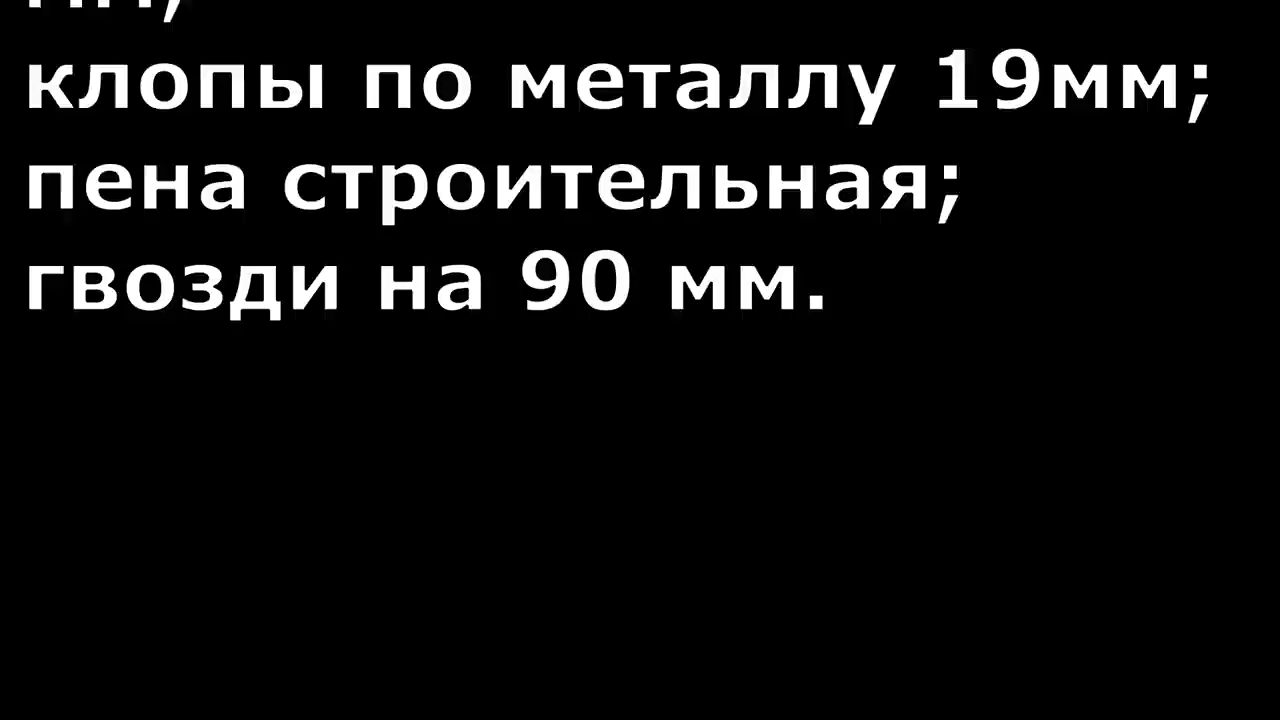 клопы по металлу 19мм;
пена строительная;
гвозди на 90 мм.